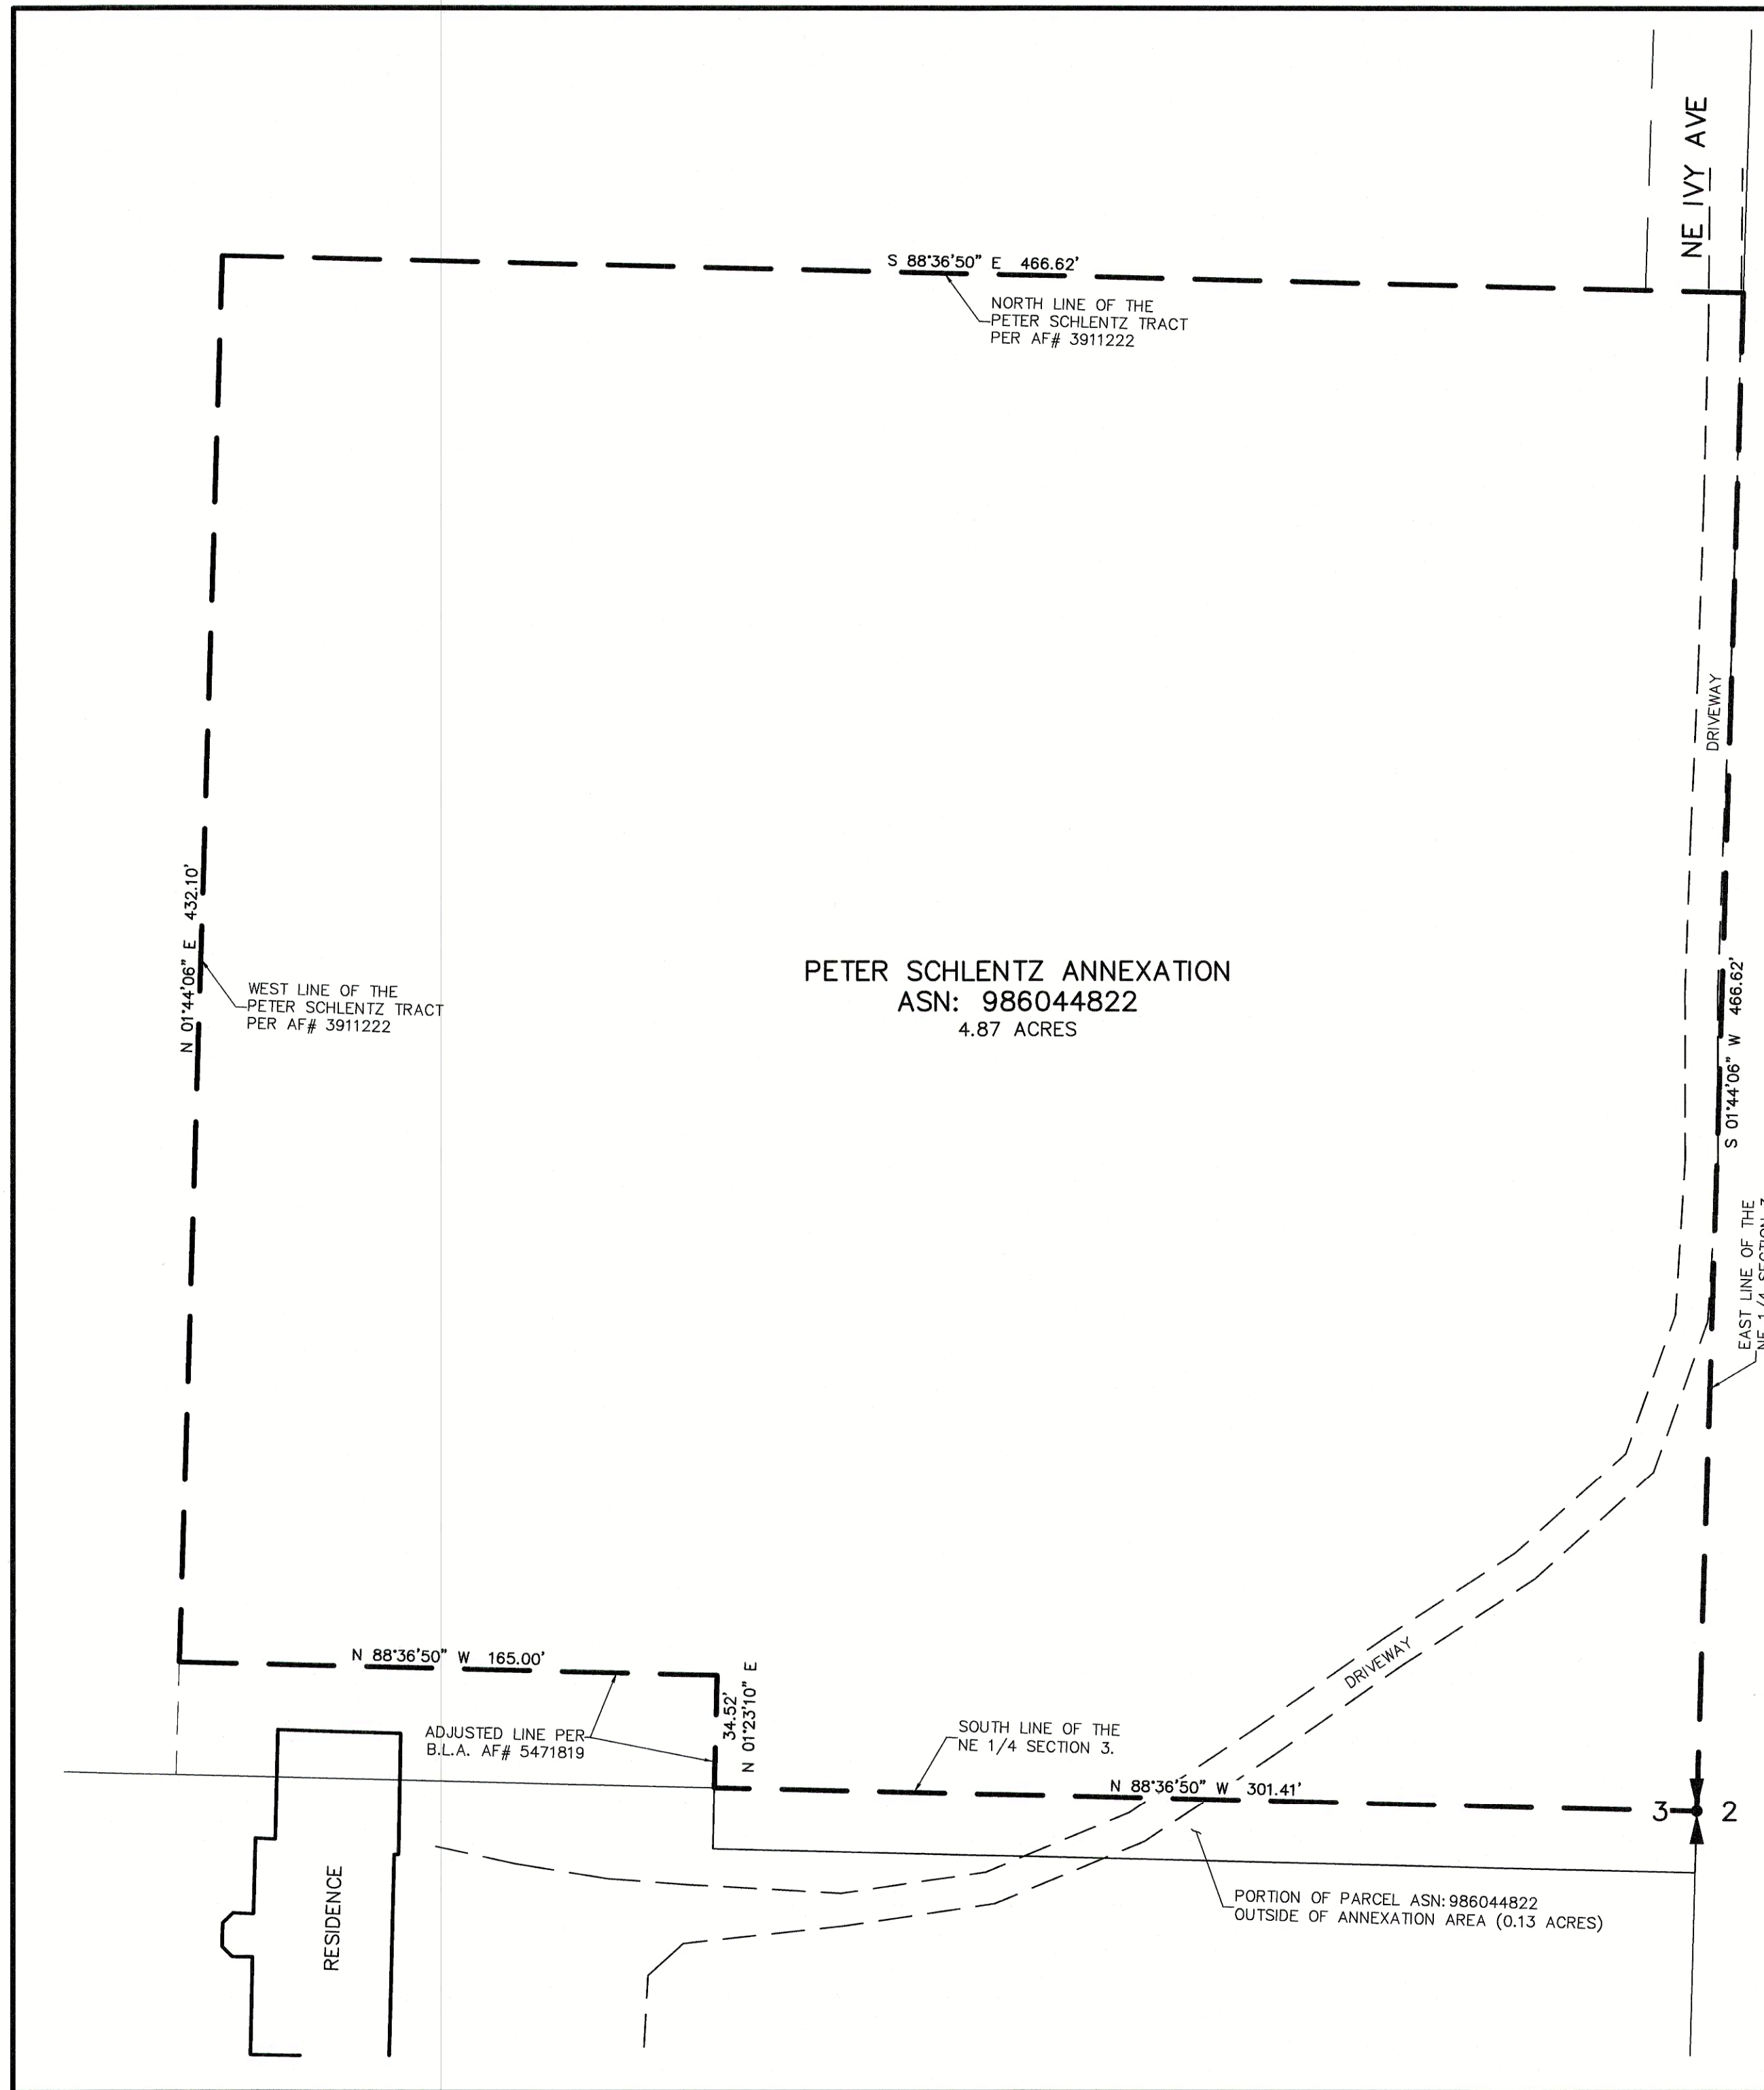 NE IVY AVE
S 88°36'50" E 466.62'
NORTH LINE OF THE
PETER SCHLENTZ TRACT
PER AF# 3911222
DRIVEWAY
N 01°44'06" E 432.10'
WEST LINE OF THE
PETER SCHLENTZ TRACT
PER AF# 3911222
PETER SCHLENTZ ANNEXATION
ASN: 986044822
4.87 ACRES
S 01°44'06" W 466.62'
EAST LINE OF THE
NE 1/4 SECTION 3
N 88°36'50" W 165.00'
34.52'
N 01°23'10" E
DRIVEWAY
ADJUSTED LINE PER
B.L.A. AF# 5471819
SOUTH LINE OF THE
NE 1/4 SECTION 3.
N 88°36'50" W 301.41'
3 2
RESIDENCE
PORTION OF PARCEL ASN: 986044822
OUTSIDE OF ANNEXATION AREA (0.13 ACRES)